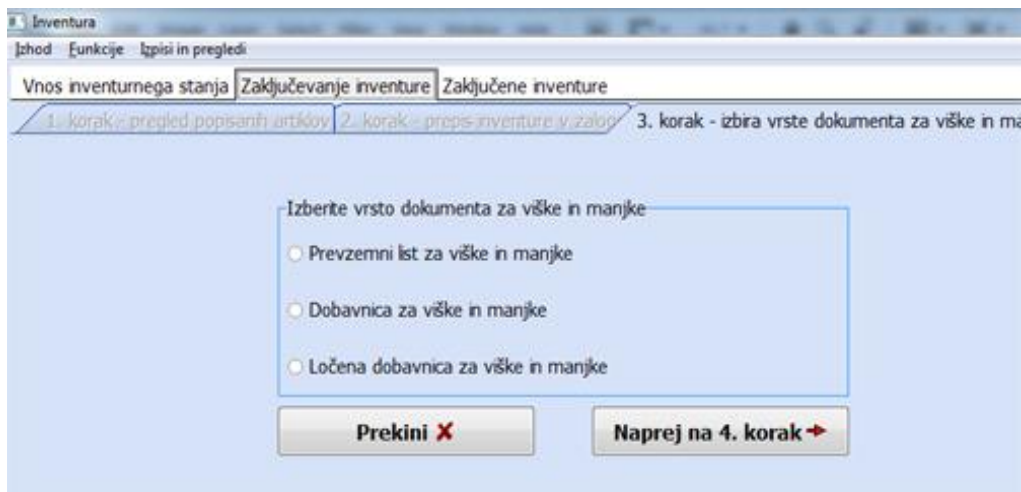 Inventura
Izhod Funkcije Izpisi in pregledi
Vnos inventurnega stanja Zaključevanje inventure Zaključene inventure
1. korak - pregled popisanih artiklov 2. korak - prepis inventure v zalogo 3. korak - izbira vrste dokumenta za viške in ma
Izberite vrsto dokumenta za viške in manjke
Prevzemni list za viške in manjke
Dobavnica za viške in manjke
Ločena dobavnica za viške in manjke
Prekini Naprej na 4. korak